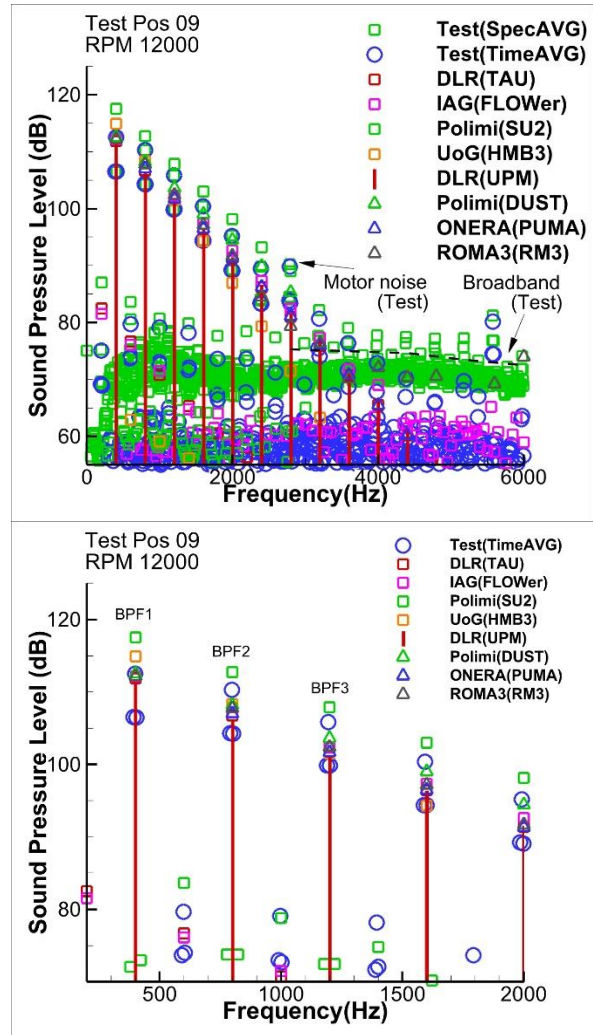 Test Pos 09
RPM 12000
Test(SpecAVG)
Test(TimeAVG)
DLR(TAU)
IAG(FLOWer)
Polimi(SU2)
UoG(HMB3)
DLR(UPM)
Polimi(DUST)
ONERA(PUMA)
ROMA3(RM3)
Motor noise
(Test)
Broadband
(Test)
Sound Pressure Level (dB)
120
100
80
60
0
2000
4000
6000
Frequency(Hz)
Test Pos 09
RPM 12000
Test(TimeAVG)
DLR(TAU)
IAG(FLOWer)
Polimi(SU2)
UoG(HMB3)
DLR(UPM)
Polimi(DUST)
ONERA(PUMA)
ROMA3(RM3)
BPF1
BPF2
BPF3
Sound Pressure Level (dB)
120
100
80
500
1000
1500
2000
Frequency(Hz)